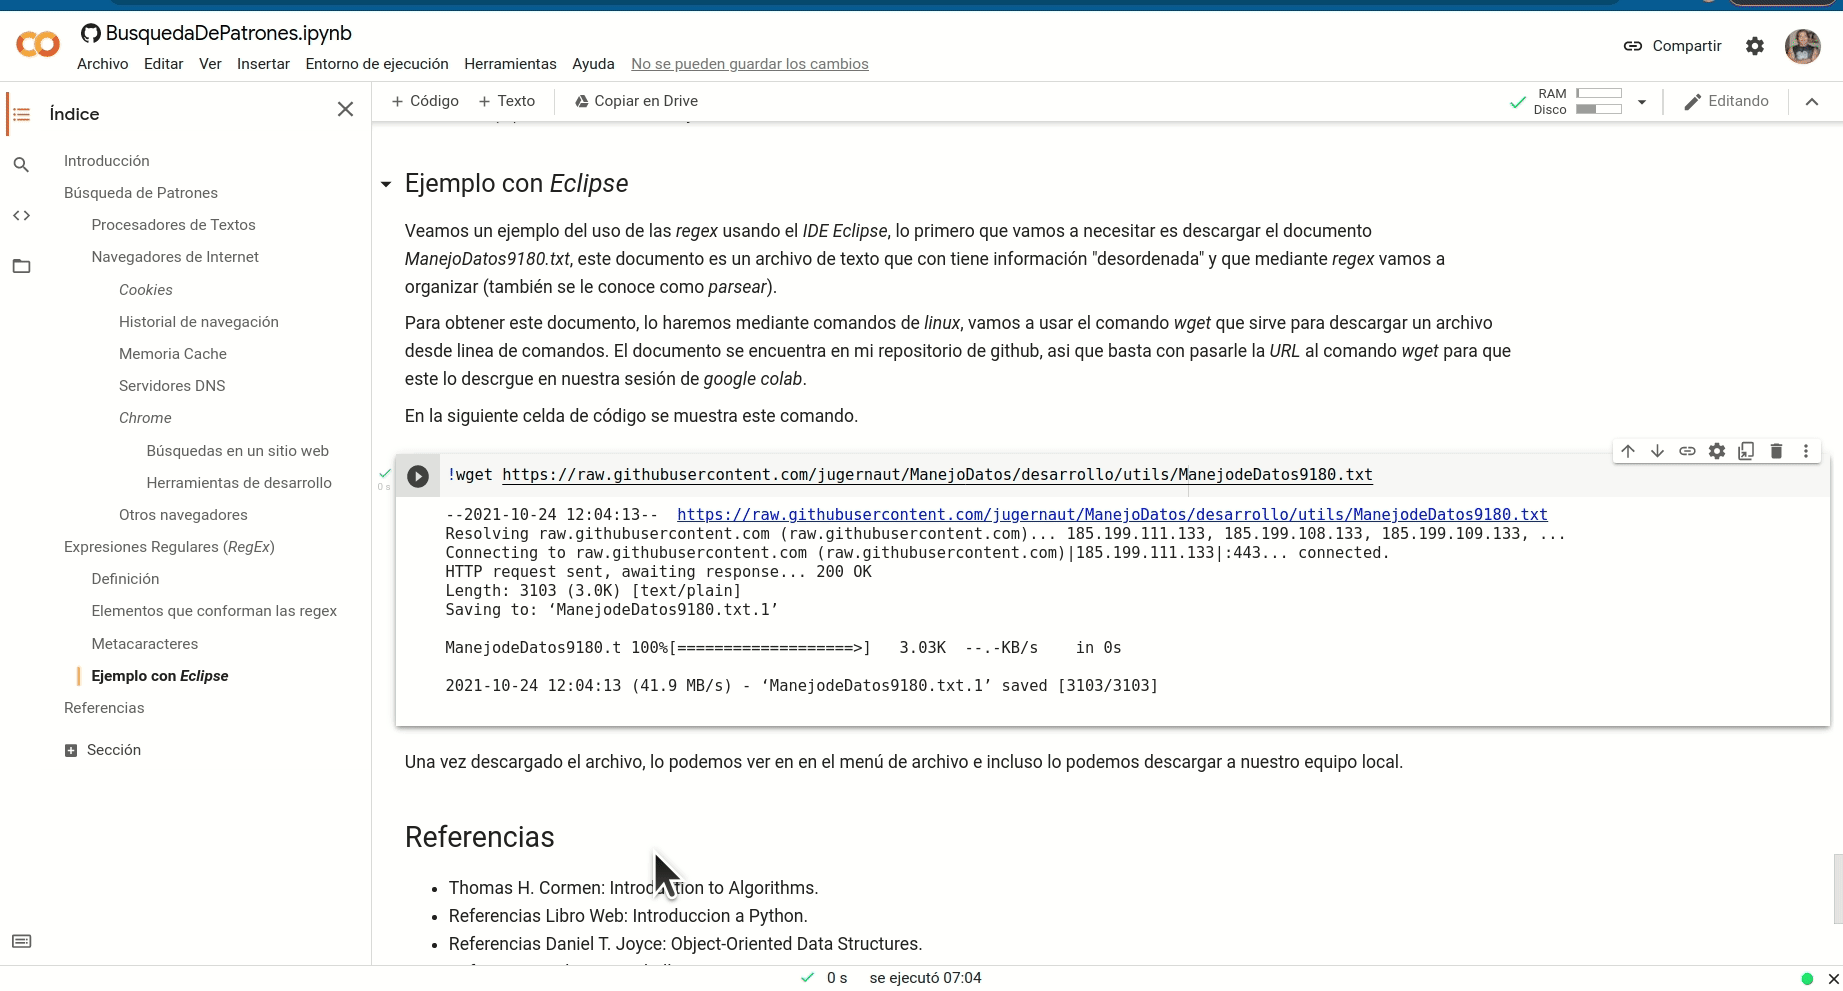 BusquedaDePatrones.ipynb
Archivo Editar Ver Insertar Entorno de ejecución Herramientas Ayuda No se pueden guardar los cambios
Compartir
Índice
Introducción
Búsqueda de Patrones
Procesadores de Textos
Navegadores de Internet
Cookies
Historial de navegación
Memoria Cache
Servidores DNS
Chrome
Búsquedas en un sitio web
Herramientas de desarrollo
Otros navegadores
Expresiones Regulares (RegEx)
Definición
Elementos que conforman las regex
Metacaracteres
Ejemplo con Eclipse
Referencias
Sección
+ Código + Texto Copiar en Drive
RAM
Disco
Editando
Ejemplo con Eclipse
Veamos un ejemplo del uso de las regex usando el IDE Eclipse, lo primero que vamos a necesitar es descargar el documento
ManejoDatos9180.txt, este documento es un archivo de texto que con tiene información "desordenada" y que mediante regex vamos a
organizar (también se le conoce como parsear).
Para obtener este documento, lo haremos mediante comandos de linux, vamos a usar el comando wget que sirve para descargar un archivo
desde linea de comandos. El documento se encuentra en mi repositorio de github, asi que basta con pasarle la URL al comando wget para que
este lo descrgue en nuestra sesión de google colab.
En la siguiente celda de código se muestra este comando.
0 s
!wget https://raw.githubusercontent.com/jugernaut/ManejoDatos/desarrollo/utils/ManejodeDatos9180.txt
--2021-10-24 12:04:13-- https://raw.githubusercontent.com/jugernaut/ManejoDatos/desarrollo/utils/ManejodeDatos9180.txt
Resolving raw.githubusercontent.com (raw.githubusercontent.com)... 185.199.111.133, 185.199.108.133, 185.199.109.133, ...
Connecting to raw.githubusercontent.com (raw.githubusercontent.com)|185.199.111.133|:443... connected.
HTTP request sent, awaiting response... 200 OK
Length: 3103 (3.0K) [text/plain]
Saving to: ‘ManejodeDatos9180.txt.1’
ManejodeDatos9180.t 100%[===================>] 3.03K --.-KB/s in 0s
2021-10-24 12:04:13 (41.9 MB/s) - ‘ManejodeDatos9180.txt.1’ saved [3103/3103]
Una vez descargado el archivo, lo podemos ver en en el menú de archivo e incluso lo podemos descargar a nuestro equipo local.
Referencias
• Thomas H. Cormen: Introduction to Algorithms.
• Referencias Libro Web: Introduccion a Python.
• Referencias Daniel T. Joyce: Object-Oriented Data Structures.
0 s se ejecutó 07:04